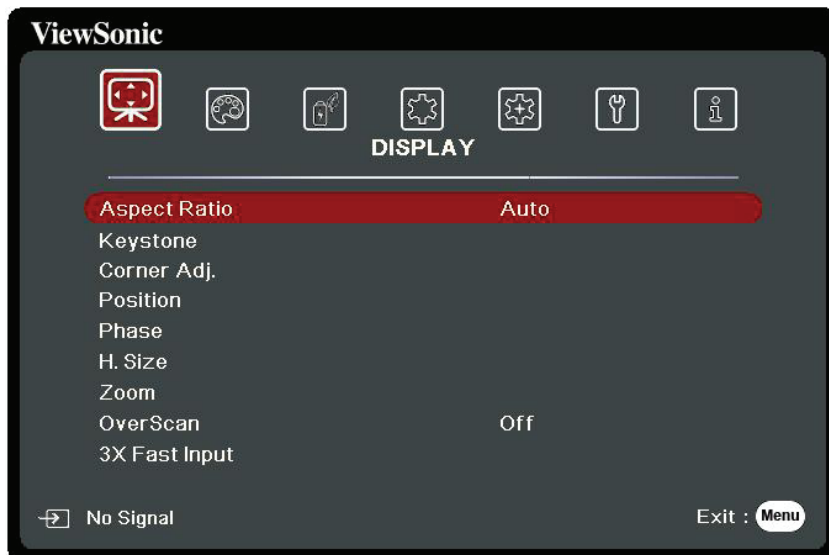 ViewSonic
DISPLAY
Aspect Ratio Auto
Keystone
Corner Adj.
Position
Phase
H. Size
Zoom
OverScan Off
3X Fast Input
No Signal Exit : Menu